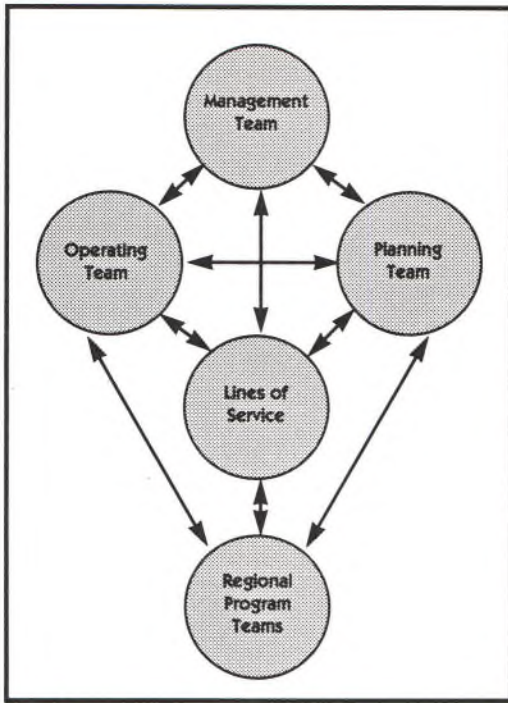 Management
Team
Operating
Team
Planning
Team
Lines of
Service
Regional
Program
Teams